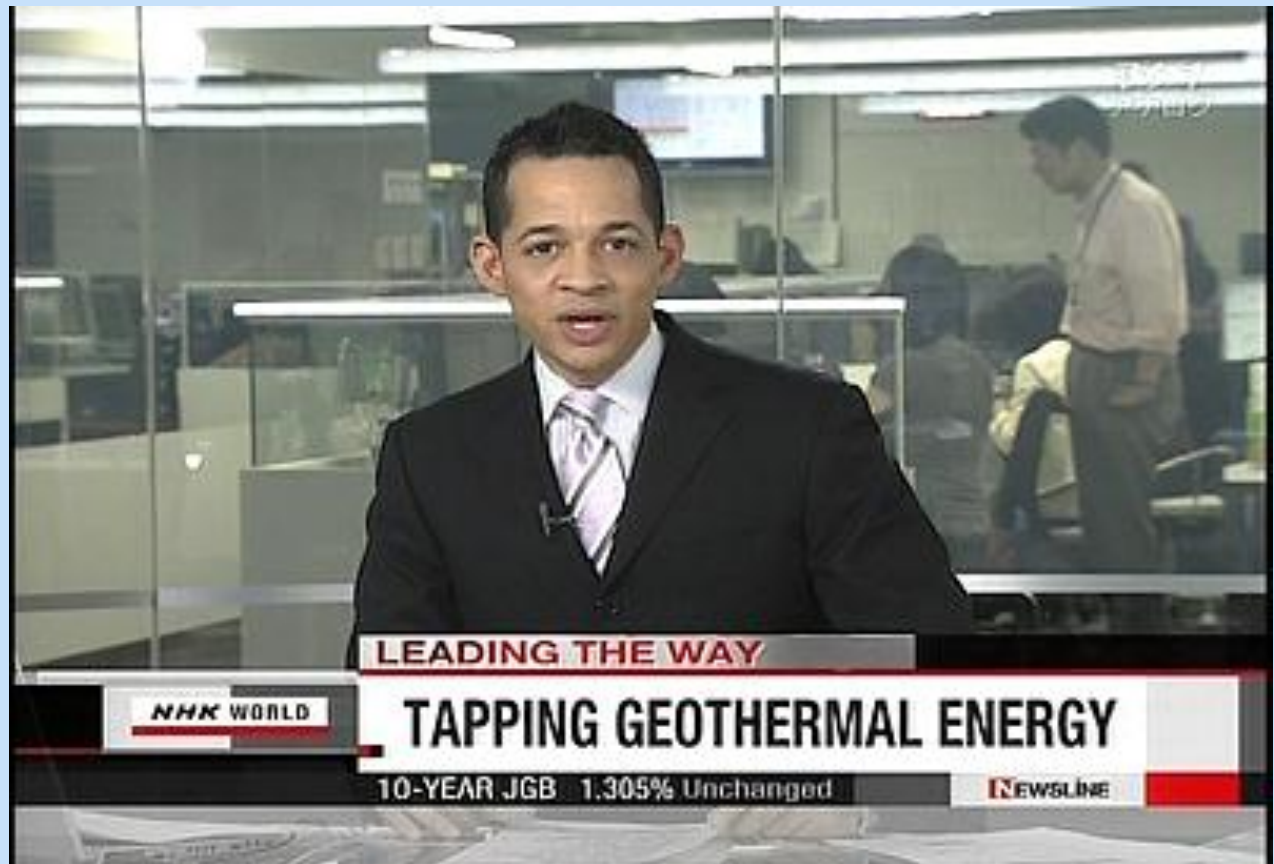 LEADING THE WAY
NHK WORLD
TAPPING GEOTHERMAL ENERGY
10-YEAR JGB 1.305% Unchanged
NEWSLINE